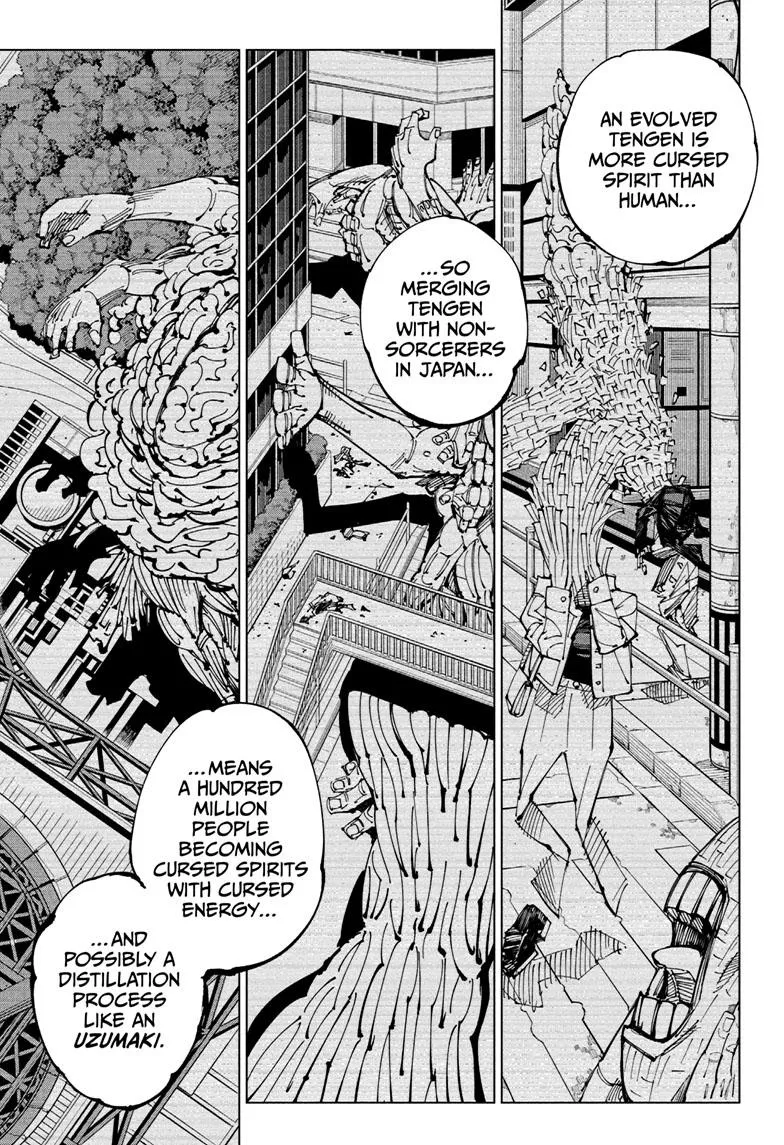 AN EVOLVED
TENGEN IS
MORE CURSED
SPIRIT THAN
HUMAN...
...SO
MERGING
TENGEN
WITH NON-
SORCERERS
IN JAPAN...
...MEANS
A HUNDRED
MILLION
PEOPLE
BECOMING
CURSED SPIRITS
WITH CURSED
ENERGY...
...AND
POSSIBLY A
DISTILLATION
PROCESS
LIKE AN
UZUMAKI.